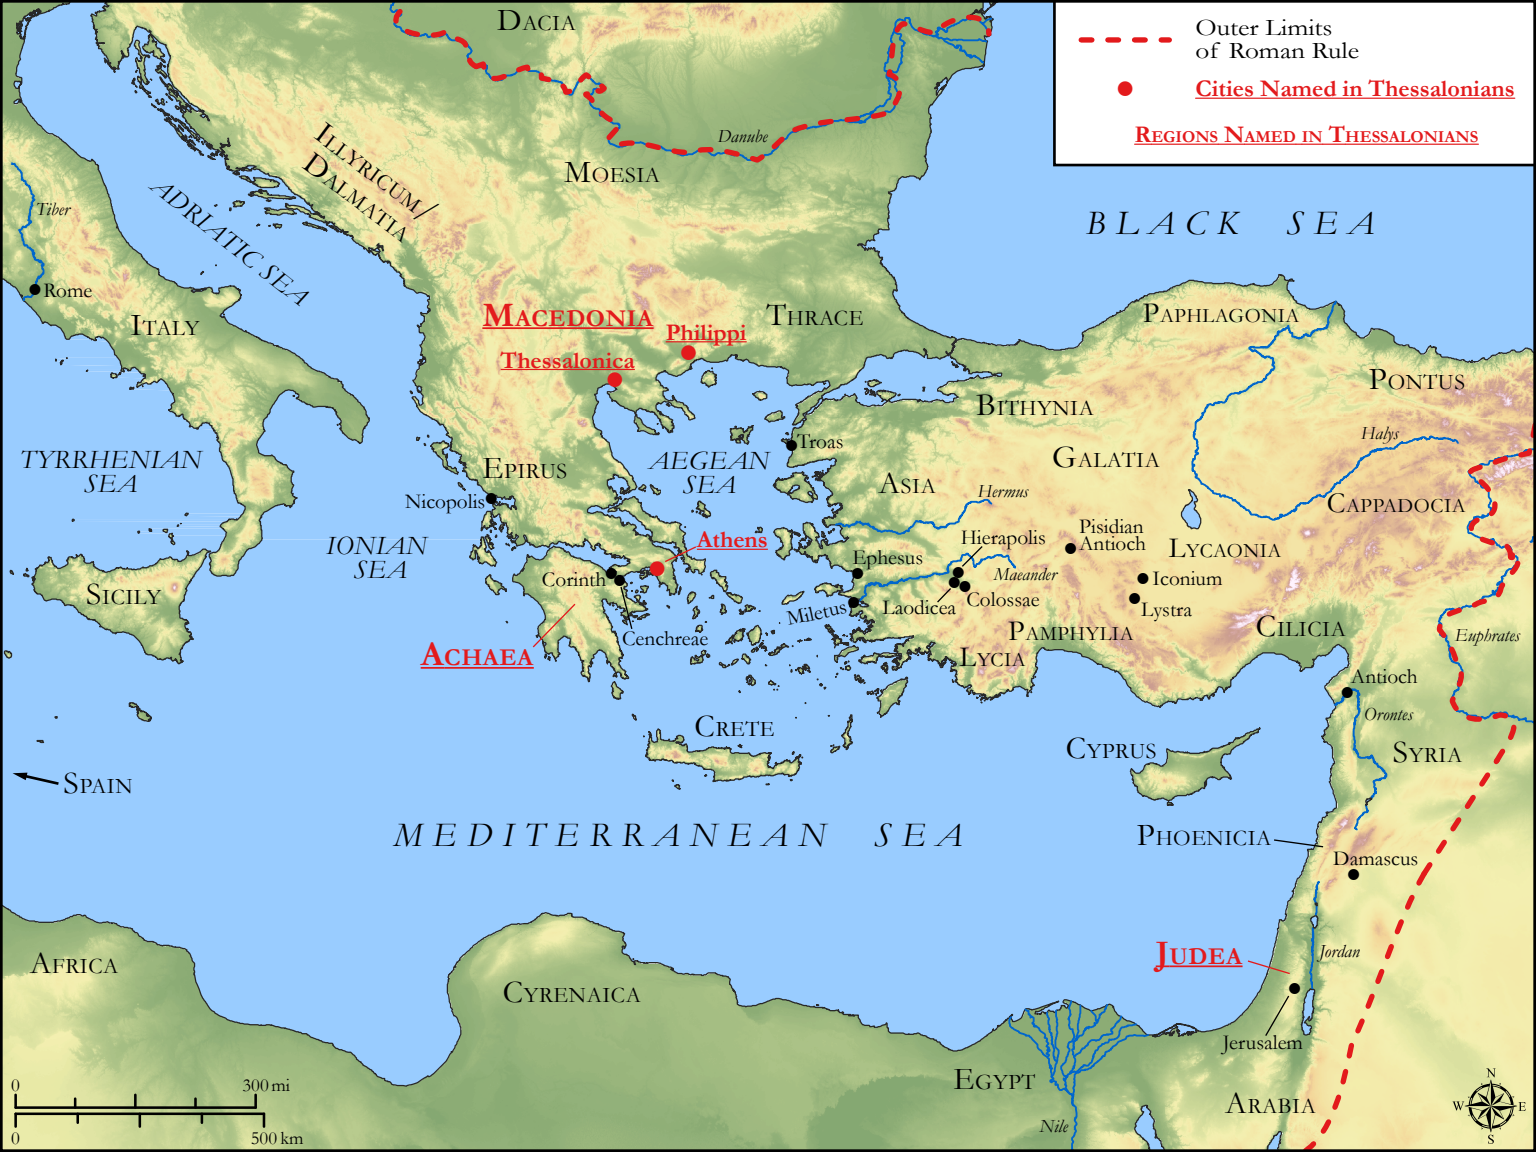 DACIA
Outer Limits
of Roman Rule
Cities Named in Thessalonians
REGIONS NAMED IN THESSALONIANS
Danube
ILLYRICUM/
DALMATIA
MOESIA
Tiber
ADRIATIC SEA
BLACK SEA
Rome
ITALY
MACEDONIA
Philippi
THRACE
Thessalonica
PAPHLAGONIA
PONTUS
BITHYNIA
Halys
Troas
GALATIA
TYRRHENIAN
SEA
EPIRUS
AEGEAN
SEA
ASIA
Hermus
CAPPADOCIA
Nicopolis
IONIAN
SEA
Athens
Hierapolis
Pisidian
Antioch
LYCAONIA
Ephesus
Maeander
Corinth
Iconium
SICILY
Laodicea
Colossae
Miletus
Lystra
Cenchreae
PAMPHYLIA
CILICIA
Euphrates
ACHAEA
LYCIA
Antioch
Orontes
CRETE
CYPRUS
SYRIA
SPAIN
MEDITERRANEAN SEA
PHOENICIA
Damascus
JUDEA
Jordan
AFRICA
CYRENAICA
Jerusalem
EGYPT
ARABIA
Nile
0 300 mi
0 500 km
N
W E
S